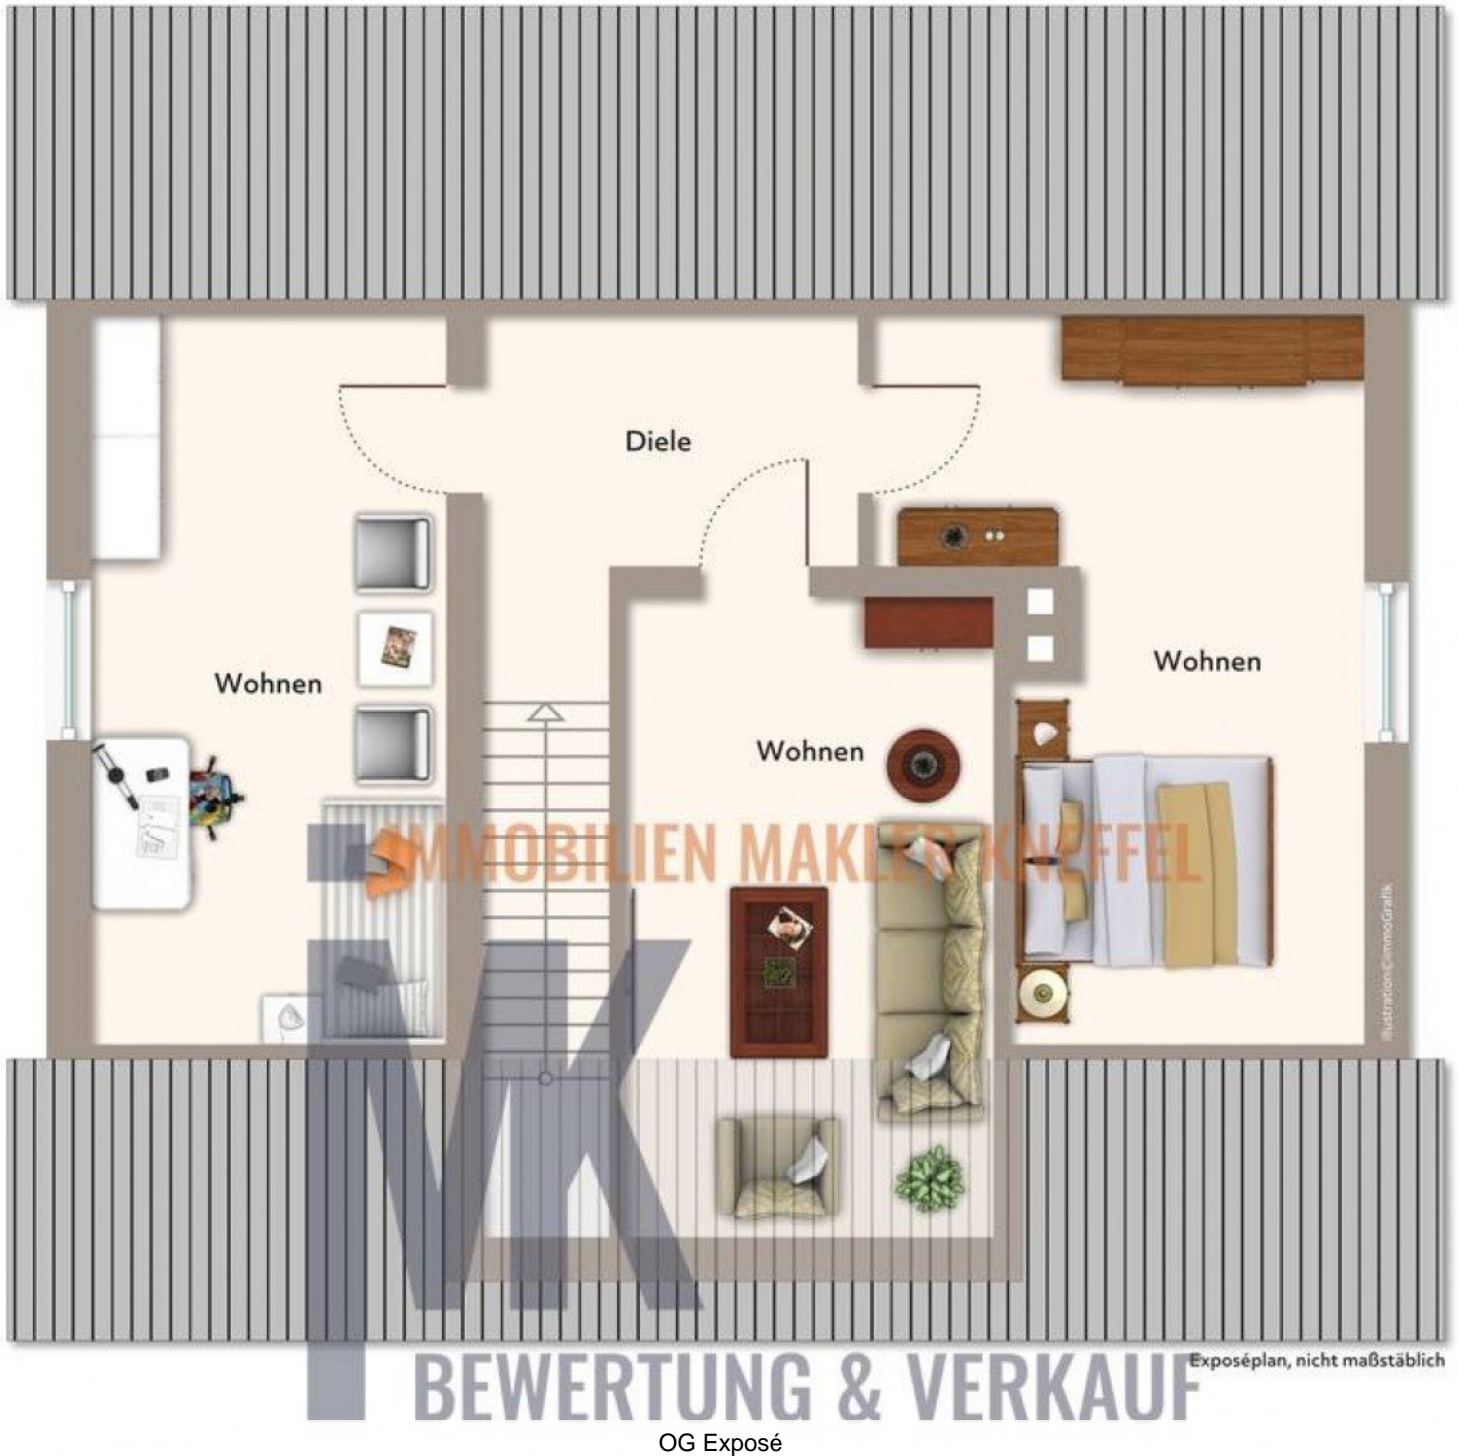 Diele
Wohnen
Wohnen
Wohnen
IMMOBILIEN MAKLER KNEFFEL
MK
Illustration©ImmoGrafik
Exposéplan, nicht maßstäblich
BEWERTUNG & VERKAUF
OG Exposé